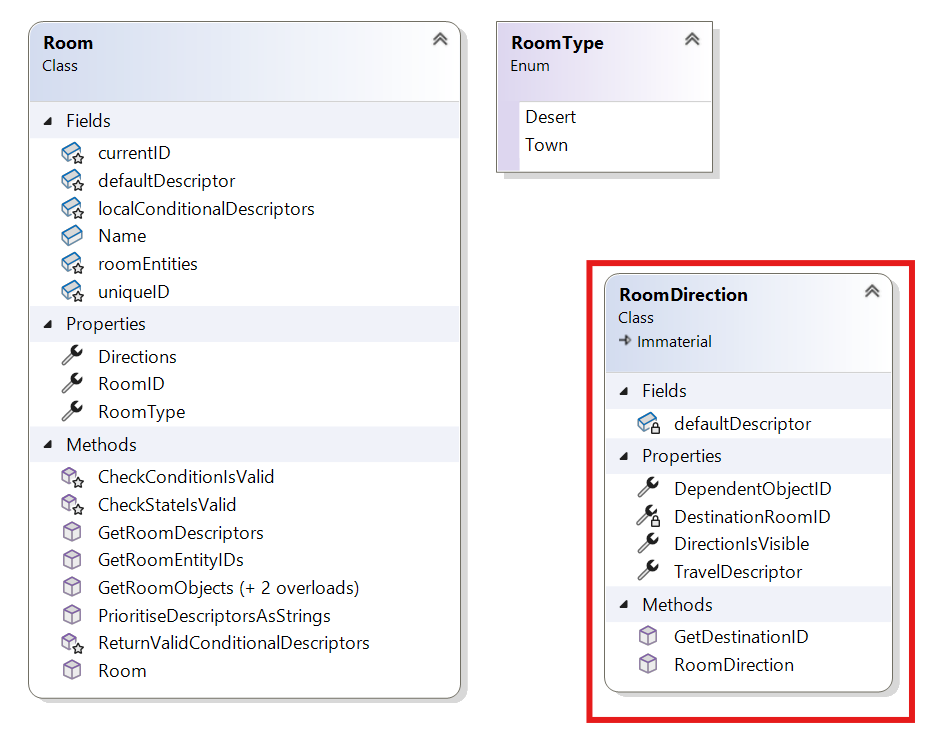 Room
Class
Fields
currentID
defaultDescriptor
localConditionalDescriptors
Name
roomEntities
uniqueID
Properties
Directions
RoomID
RoomType
Methods
CheckConditionIsValid
CheckStateIsValid
GetRoomDescriptors
GetRoomEntityIDs
GetRoomObjects (+ 2 overloads)
PrioritiseDescriptorsAsStrings
ReturnValidConditionalDescriptors
Room
RoomType
Enum
Desert
Town
RoomDirection
Class
Immaterial
Fields
defaultDescriptor
Properties
DependentObjectID
DestinationRoomID
DirectionIsVisible
TravelDescriptor
Methods
GetDestinationID
RoomDirection